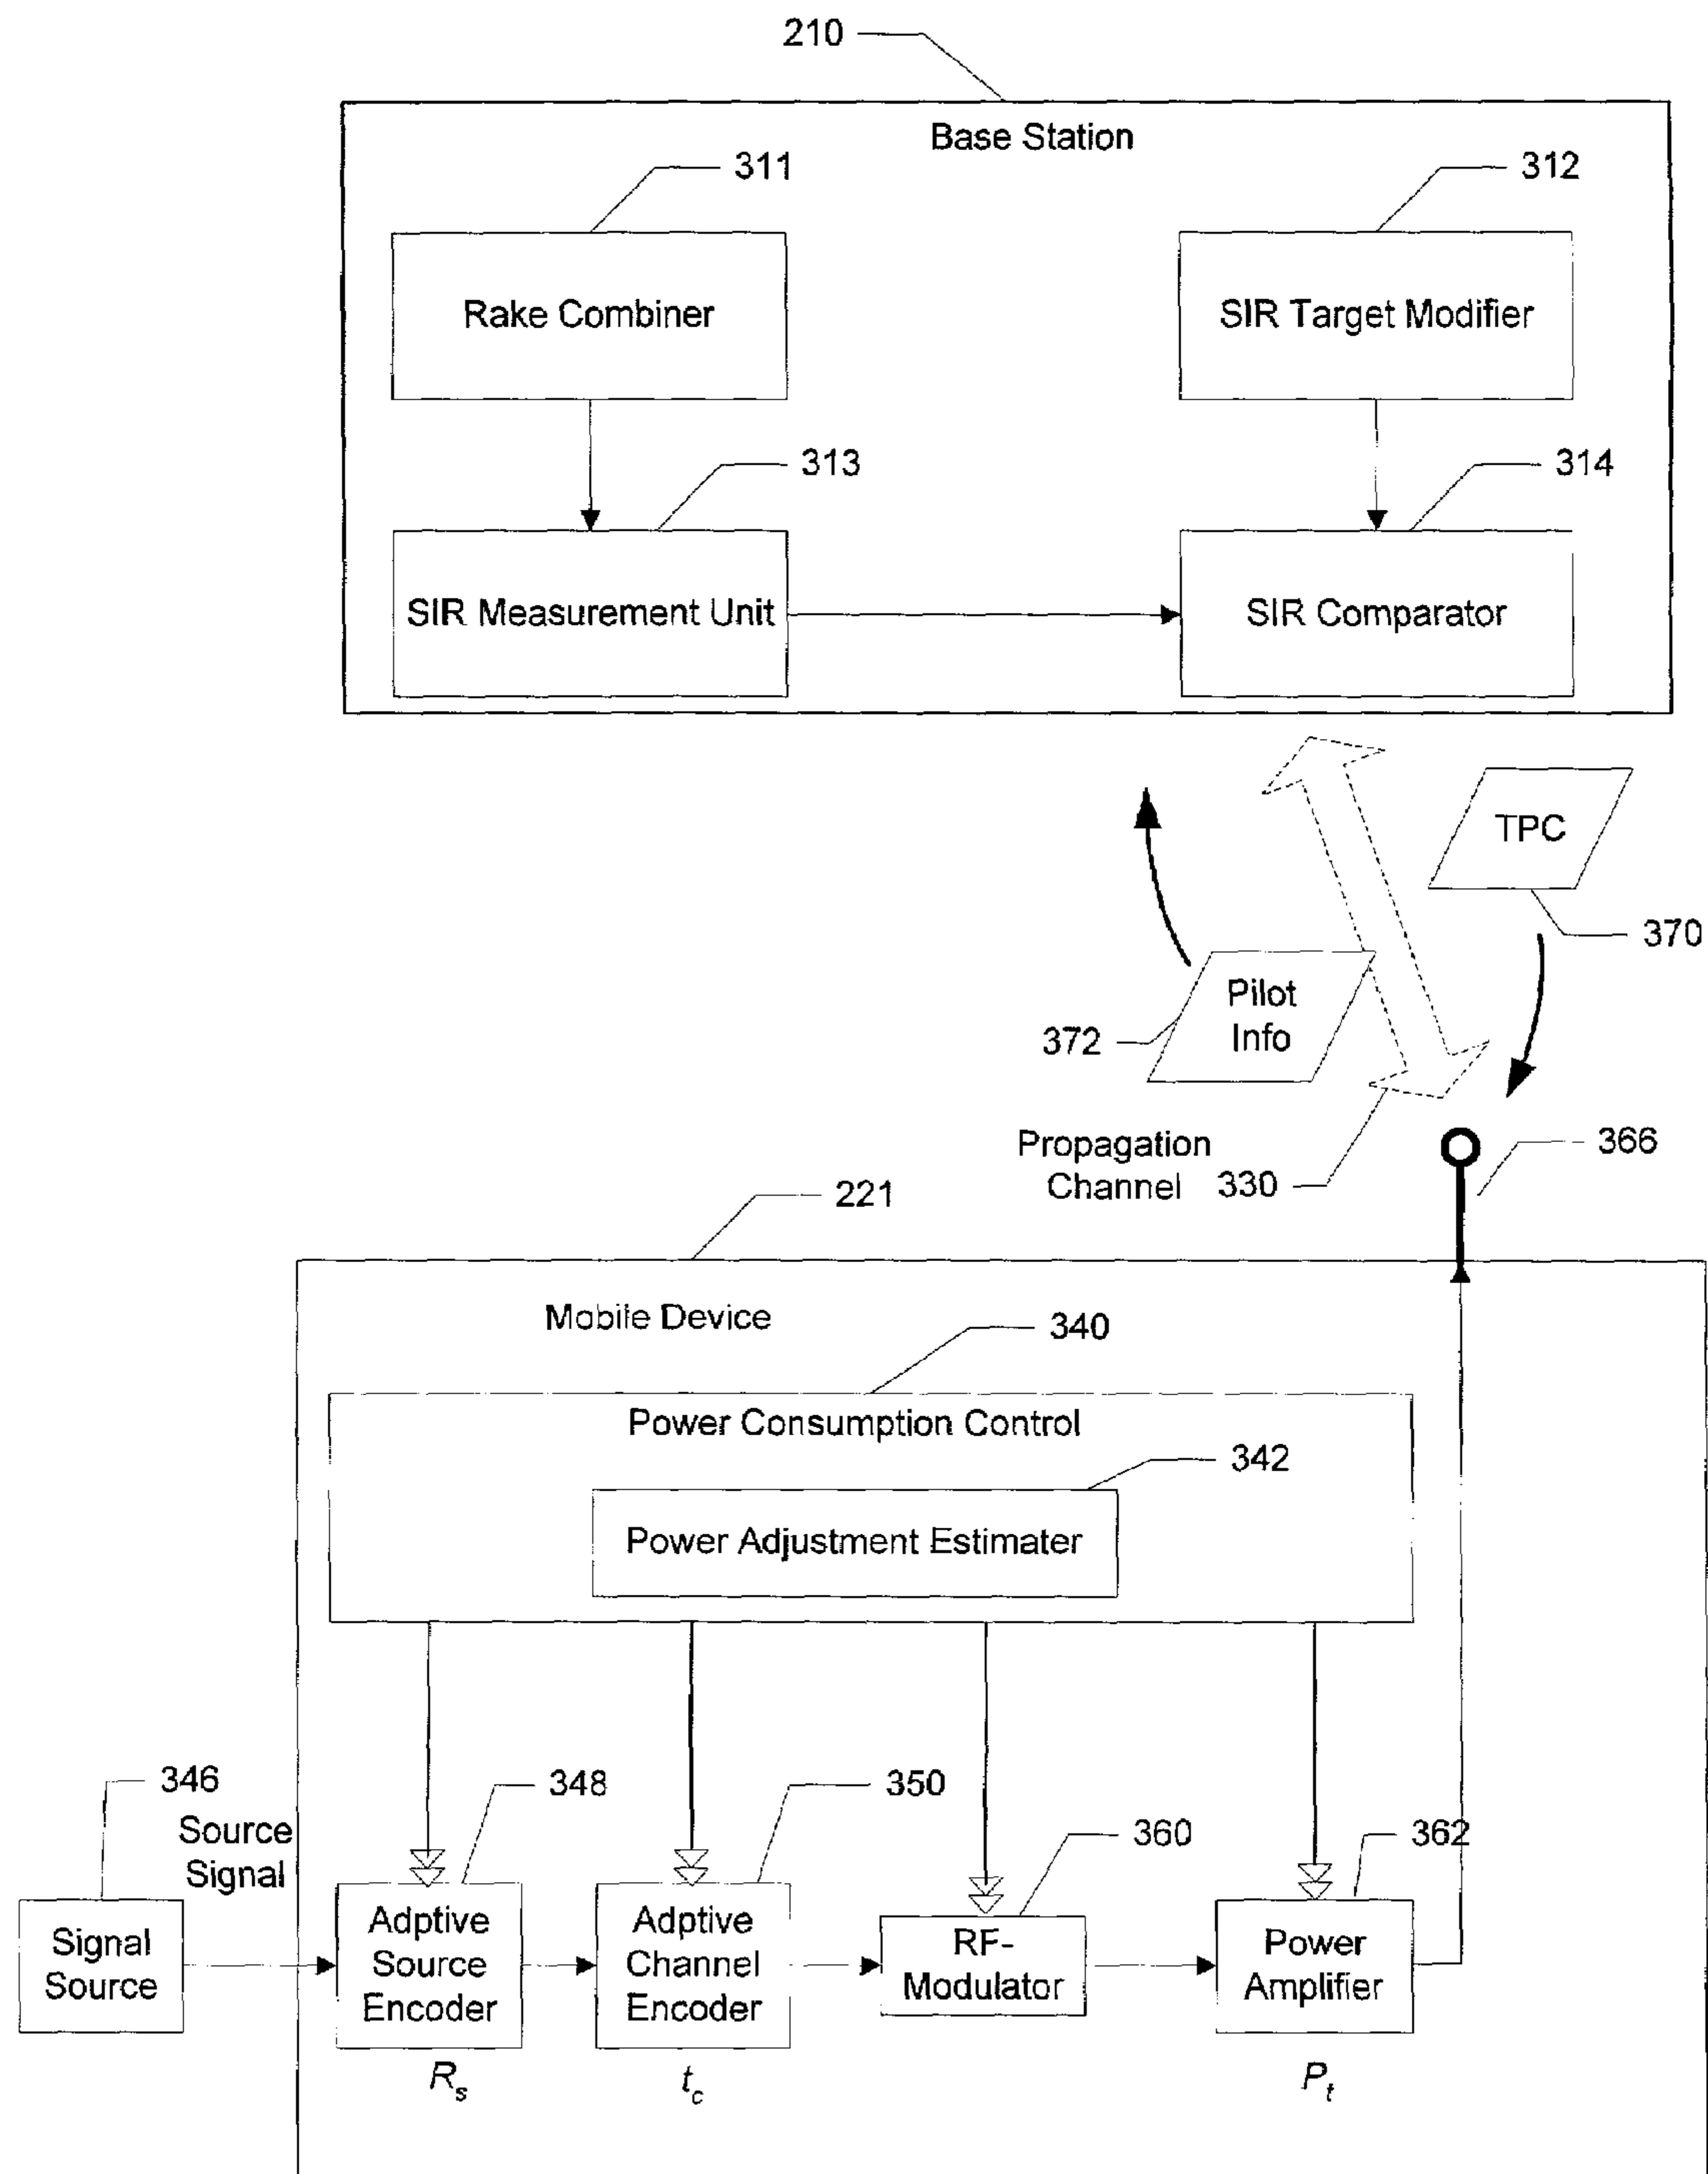 210
Base Station
311
312
Rake Combiner
SIR Target Modifier
313
314
SIR Measurement Unit
SIR Comparator
TPC
370
Pilot
Info
372
Propagation
Channel
330
366
221
Mobile Device
340
Power Consumption Control
342
Power Adjustment Estimater
346
Source
Signal
348
350
360
362
Signal
Source
Adptive
Source
Encoder
Adptive
Channel
Encoder
RF-
Modulator
Power
Amplifier
Rs
tc
Pt